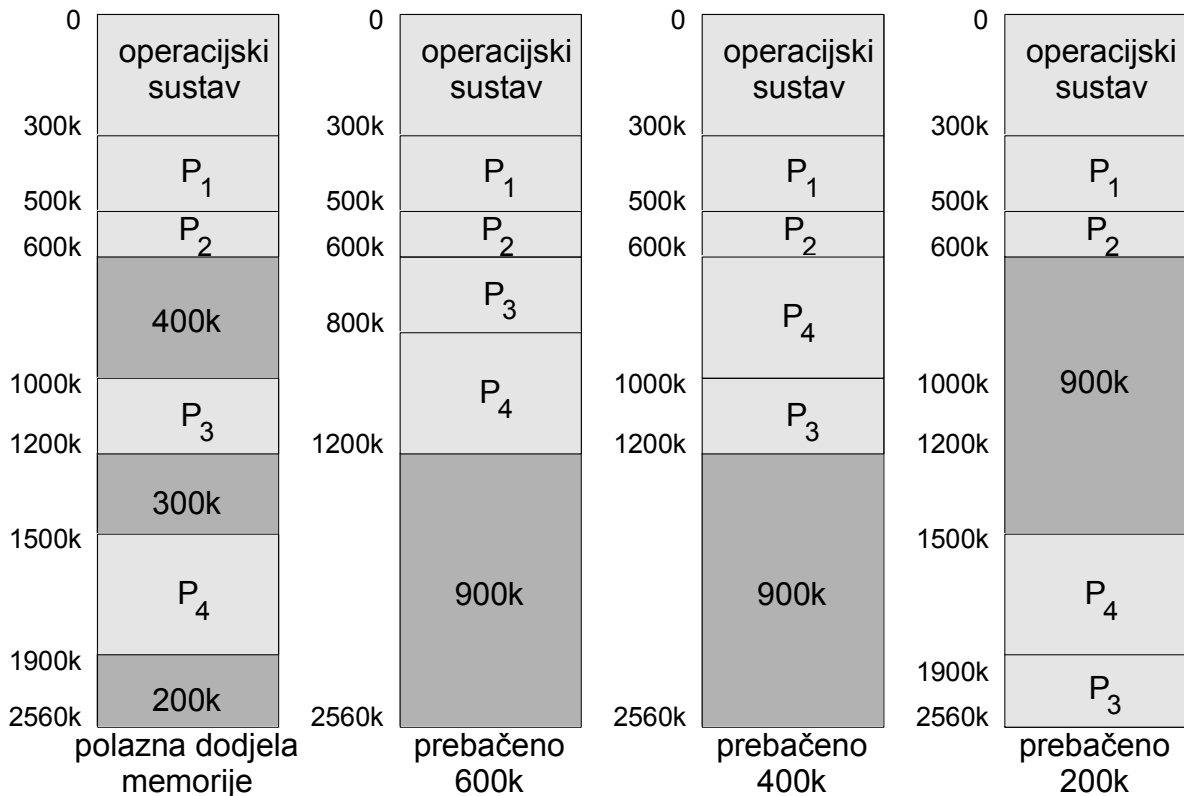 0
operacijski
sustav
300k
P1
500k
P2
600k
400k
1000k
P3
1200k
300k
1500k
P4
1900k
200k
2560k
polazna dodjela
memorije
0
operacijski
sustav
300k
P1
500k
P2
600k
P3
800k
P4
1200k
900k
2560k
prebačeno
600k
0
operacijski
sustav
300k
P1
500k
P2
600k
P4
1000k
P3
1200k
900k
2560k
prebačeno
400k
0
operacijski
sustav
300k
P1
500k
P2
600k
900k
1000k
1200k
1500k
P4
1900k
P3
2560k
prebačeno
200k